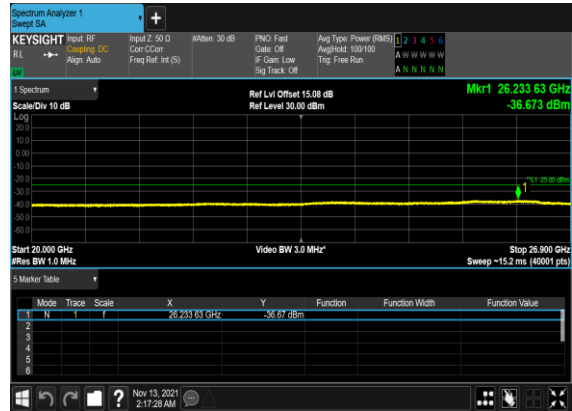 Spectrum Analyzer 1
Swept SA
KEYSIGHT Input: RF Input Z: 50 Ω #Atten: 30 dB PNO: Fast Avg Type: Power (RMS) 1 2 3 4 5 6
RL Coupling: DC Corr CCorr Gate: Off Avg|Hold: 100/100 A W W W W W
Align: Auto Freq Ref: Int (S) IF Gain: Low Trig: Free Run
Sig Track: Off A N N N N N
1 Spectrum Ref Lvl Offset 15.08 dB Mkr1 26.233 63 GHz
Scale/Div 10 dB Ref Level 30.00 dBm -36.673 dBm
Log
20.0
10.0
0.00
-10.0
-20.0
DL1 -25.00 dBm
1
-30.0
-40.0
-50.0
-60.0
Start 20.000 GHz Video BW 3.0 MHz* Stop 26.900 GHz
#Res BW 1.0 MHz Sweep ~15.2 ms (40001 pts)
5 Marker Table
Mode Trace Scale X Y Function Function Width Function Value
1 N 1 f 26.233 63 GHz -36.67 dBm
2
3
4
5
6
? Nov 13, 2021
2:17:28 AM